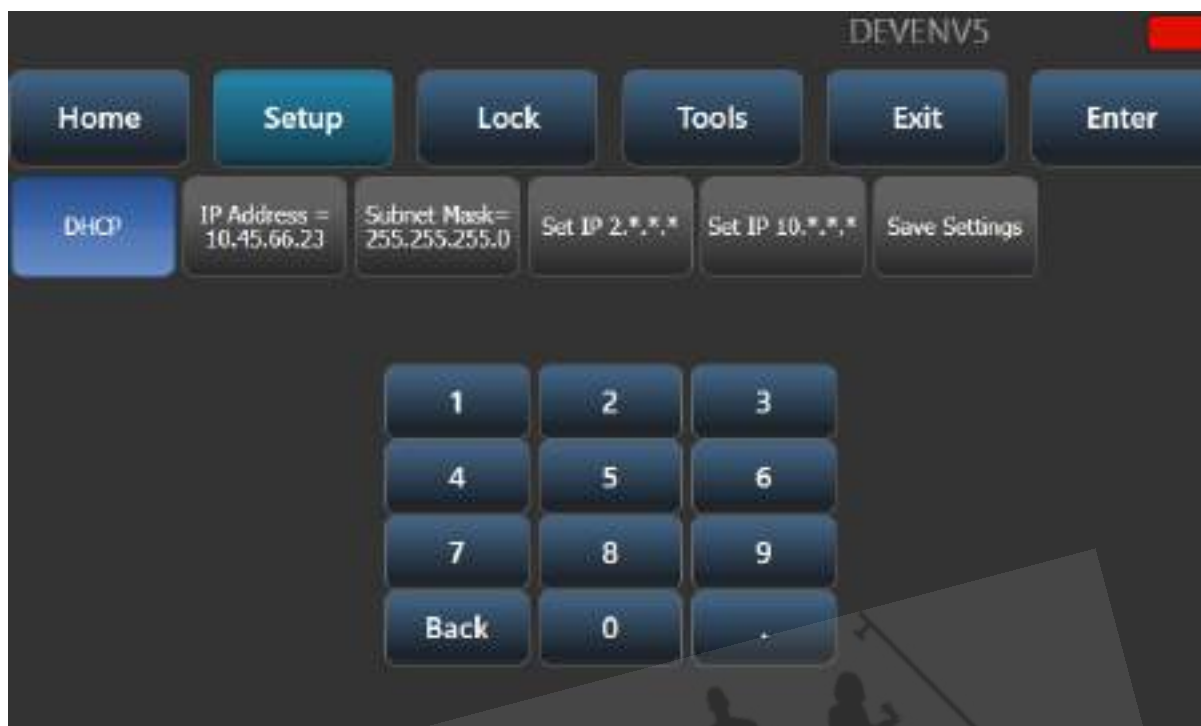 DEVENV5
Home Setup Lock Tools Exit Enter
DHCP
IP Address =
10.45.66.23
Subnet Mask=
255.255.255.0
Set IP 2.*.*.*
Set IP 10.*.*.*
Save Settings
1 2 3
4 5 6
7 8 9
Back 0 .